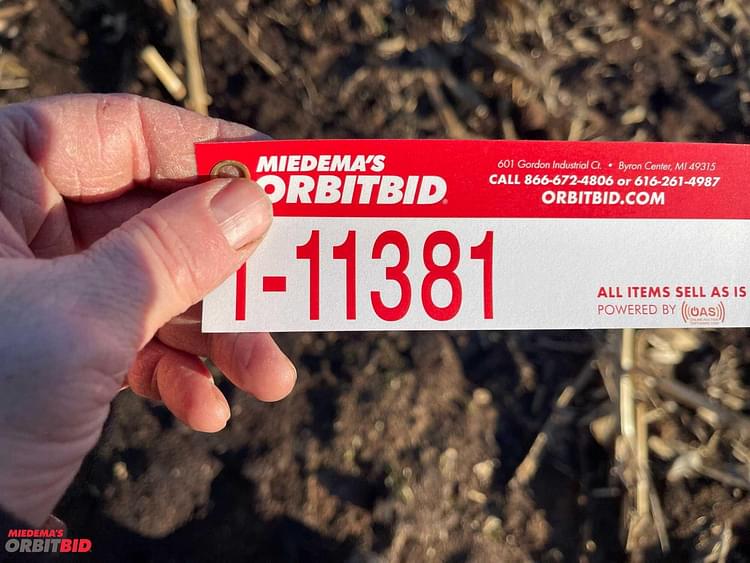 MIEDEMA'S
ORBITBID
601 Gordon Industrial Ct. • Byron Center, MI 49315
CALL 866-672-4806 or 616-261-4987
ORBITBID.COM
1-11381
ALL ITEMS SELL AS IS
POWERED BY ((OAS))
MIEDEMA'S
ORBITBID